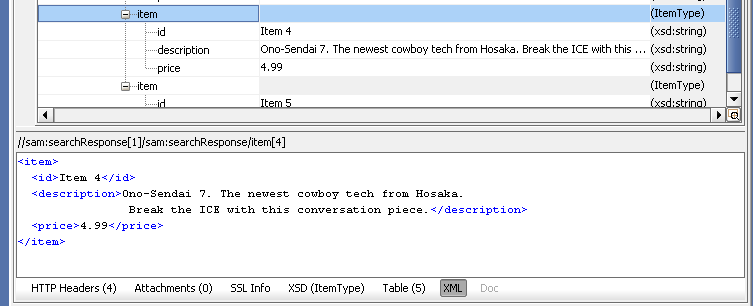 item (ItemType)
id Item 4 (xsd:string)
description Ono-Sendai 7. The newest cowboy tech from Hosaka. Break the ICE with this ... (xsd:string)
price 4.99 (xsd:string)
item (ItemType)
id Item 5 (xsd:string)
//sam:searchResponse[1]/sam:searchResponse/item[4]
<item>
<id>Item 4</id>
<description>Ono-Sendai 7. The newest cowboy tech from Hosaka.
Break the ICE with this conversation piece.</description>
<price>4.99</price>
</item>
HTTP Headers (4) Attachments (0) SSL Info XSD (ItemType) Table (5) XML Doc